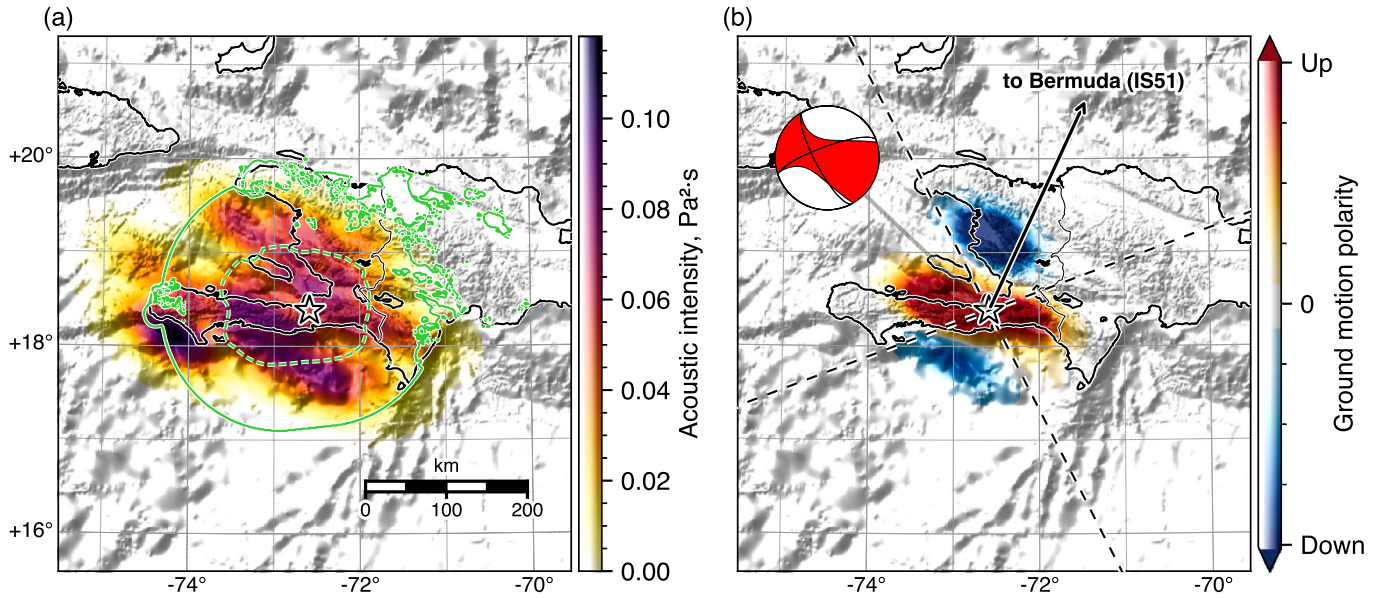 (a)
+20°
+18°
+16°
-74°
-72°
-70°
km
0
100
200
0.10
0.08
0.06
0.04
0.02
0.00
Acoustic intensity, Pa²·s
(b)
to Bermuda (IS51)
-74°
-72°
-70°
Up
0
Down
Ground motion polarity